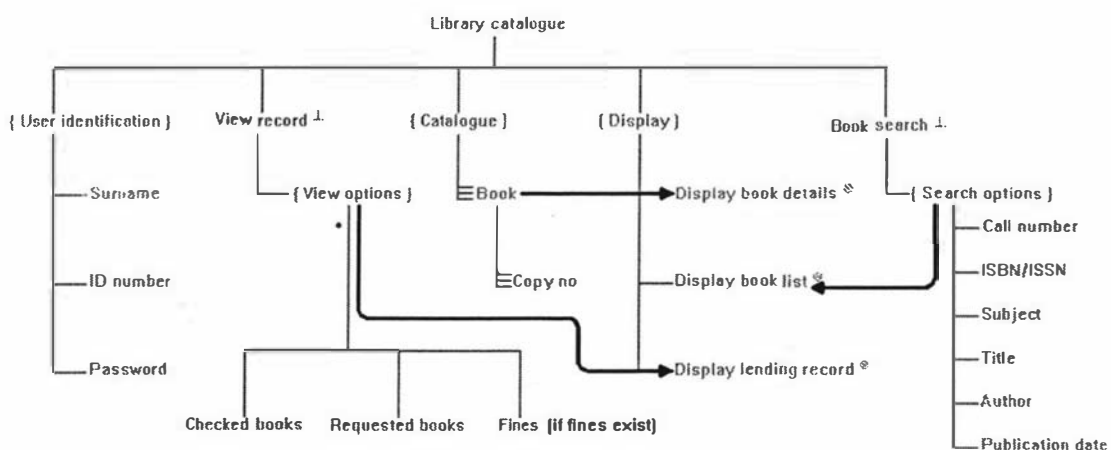 Library catalogue
{ User identification }
View record ⊥
{ Catalogue }
{ Display }
Book search ⊥
Surname
{ View options }
Book
Display book details ※
{ Search options }
Call number
ID number
Copy no
Display book list ※
ISBN/ISSN
Subject
Password
Display lending record ※
Title
Author
Checked books
Requested books
Fines (if fines exist)
Publication date